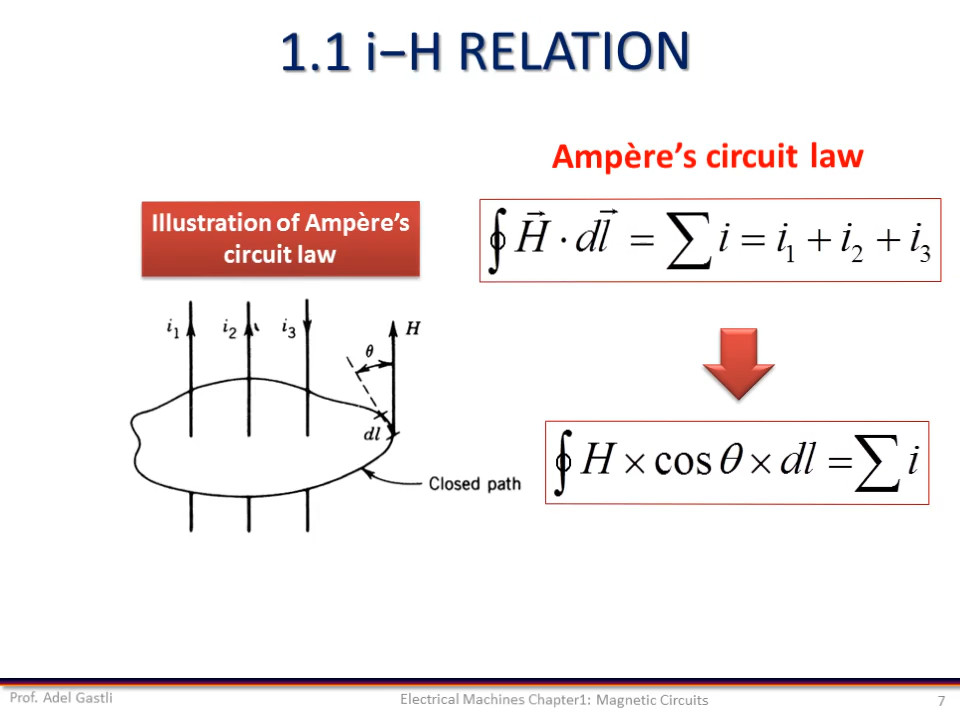 1.1 i–H RELATION
Ampère's circuit law
Illustration of Ampère's
circuit law
∮ H⃗ · dl⃗ = ∑ i = i₁ + i₂ + i₃
i₁ i₂ i₃ H
θ
dl
Closed path
∮ H × cos θ × dl = ∑ i
Prof. Adel Gastli
Electrical Machines Chapter1: Magnetic Circuits
7